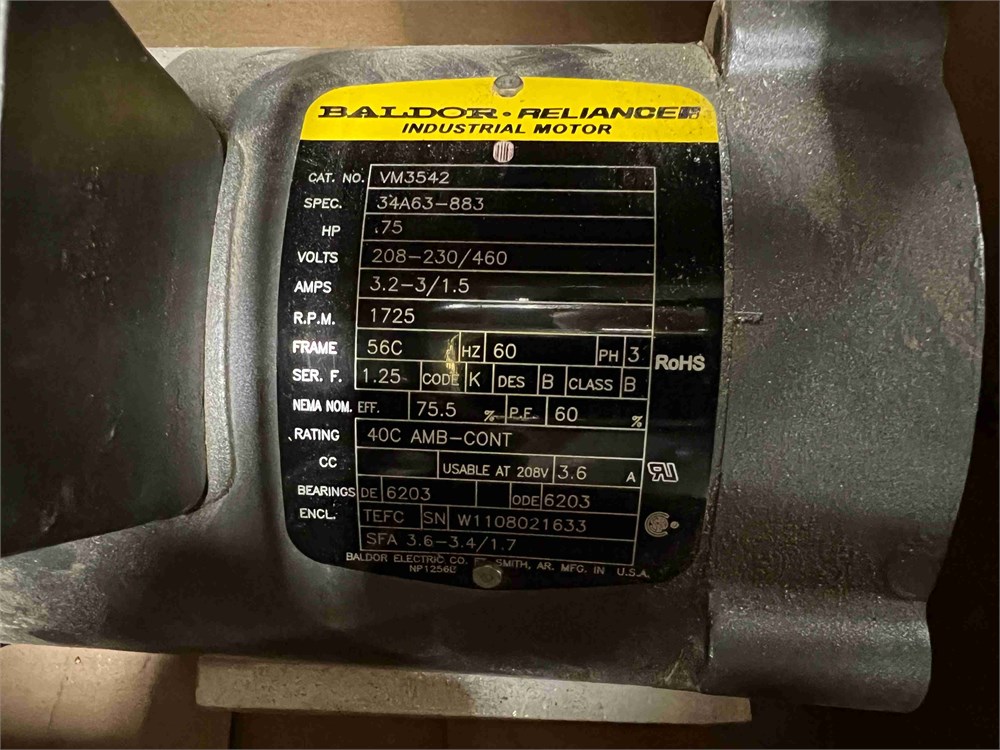 BALDOR • RELIANCER
INDUSTRIAL MOTOR
CAT. NO. VM3542
SPEC. 34A63-883
HP .75
VOLTS 208-230/460
AMPS 3.2-3/1.5
R.P.M. 1725
FRAME 56C HZ 60 PH 3
RoHS
SER. F. 1.25 CODE K DES B CLASS B
NEMA NOM. EFF. 75.5 % P.F. 60 %
RATING 40C AMB-CONT
CC USABLE AT 208V 3.6 A
BEARINGS DE 6203 ODE 6203
ENCL. TEFC SN W1108021633
SFA 3.6-3.4/1.7
BALDOR ELECTRIC CO. SMITH, AR. MFG. IN U.S.A.